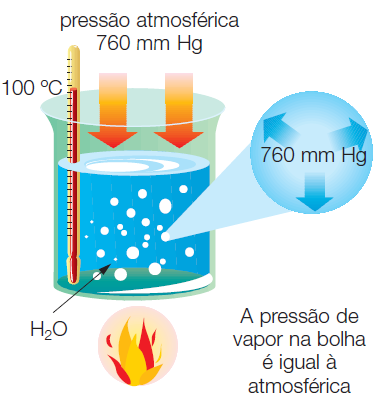 pressão atmosférica
760 mm Hg
100 ºC
760 mm Hg
H₂O
A pressão de
vapor na bolha
é igual à
atmosférica